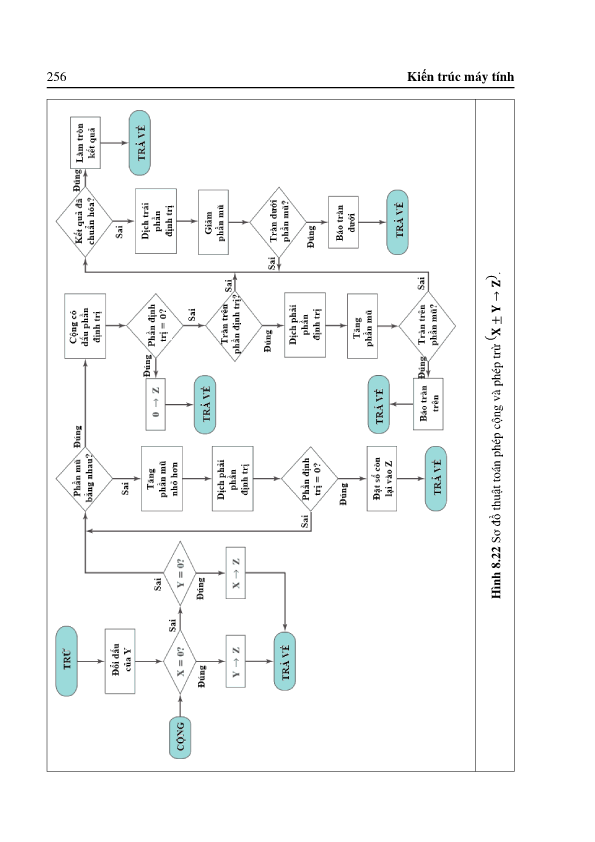 256
Kiến trúc máy tính
TRỪ
Đổi dấu
của Y
CỘNG
X = 0?
Sai
Đúng
Y → Z
Y = 0?
Sai
Đúng
X → Z
TRẢ VỀ
Phần mũ
bằng nhau?
Đúng
Sai
Tăng
phần mũ
nhỏ hơn
Dịch phải
phần
định trị
Phần định
trị = 0?
Sai
Đúng
Đặt số còn
lại vào Z
TRẢ VỀ
Cộng có
dấu phần
định trị
Phần định
trị = 0?
Đúng
Sai
0 → Z
TRẢ VỀ
Tràn trên
phần định trị?
Sai
Đúng
Dịch phải
phần
định trị
Tăng
phần mũ
Tràn trên
phần mũ?
Sai
Đúng
Báo tràn
trên
TRẢ VỀ
Kết quả đã
chuẩn hóa?
Đúng
Sai
Làm tròn
kết quả
TRẢ VỀ
Dịch trái
phần
định trị
Giảm
phần mũ
Tràn dưới
phần mũ?
Sai
Đúng
Báo tràn
dưới
TRẢ VỀ
Hình 8.22 Sơ đồ thuật toán phép cộng và phép trừ (X ± Y → Z).